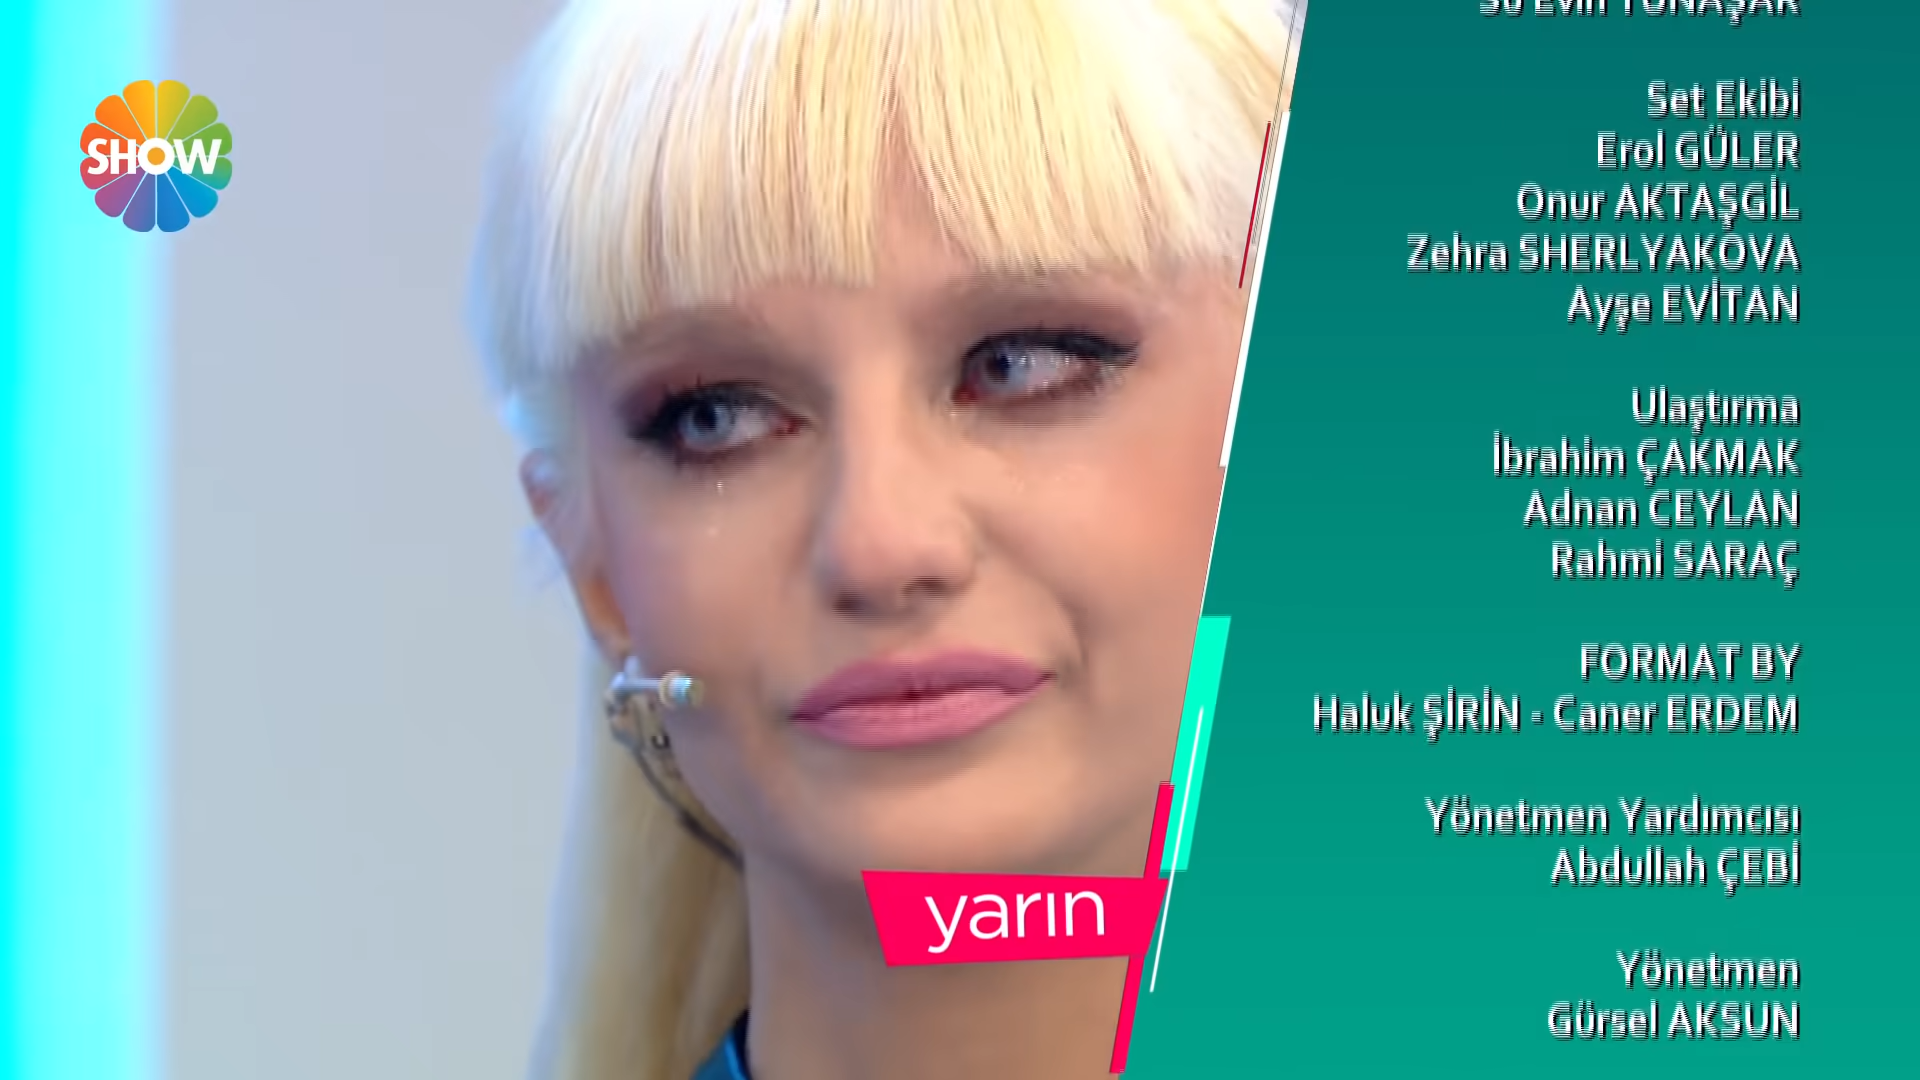 SHOW
Set Ekibi
Erol GÜLER
Onur AKTAŞGİL
Zehra SHERLYAKOVA
Ayşe EVİTAN
Ulaştırma
İbrahim ÇAKMAK
Adnan CEYLAN
Rahmi SARAÇ
FORMAT BY
Haluk ŞİRİN - Caner ERDEM
Yönetmen Yardımcısı
Abdullah ÇEBİ
Yönetmen
Gürsel AKSUN
yarın